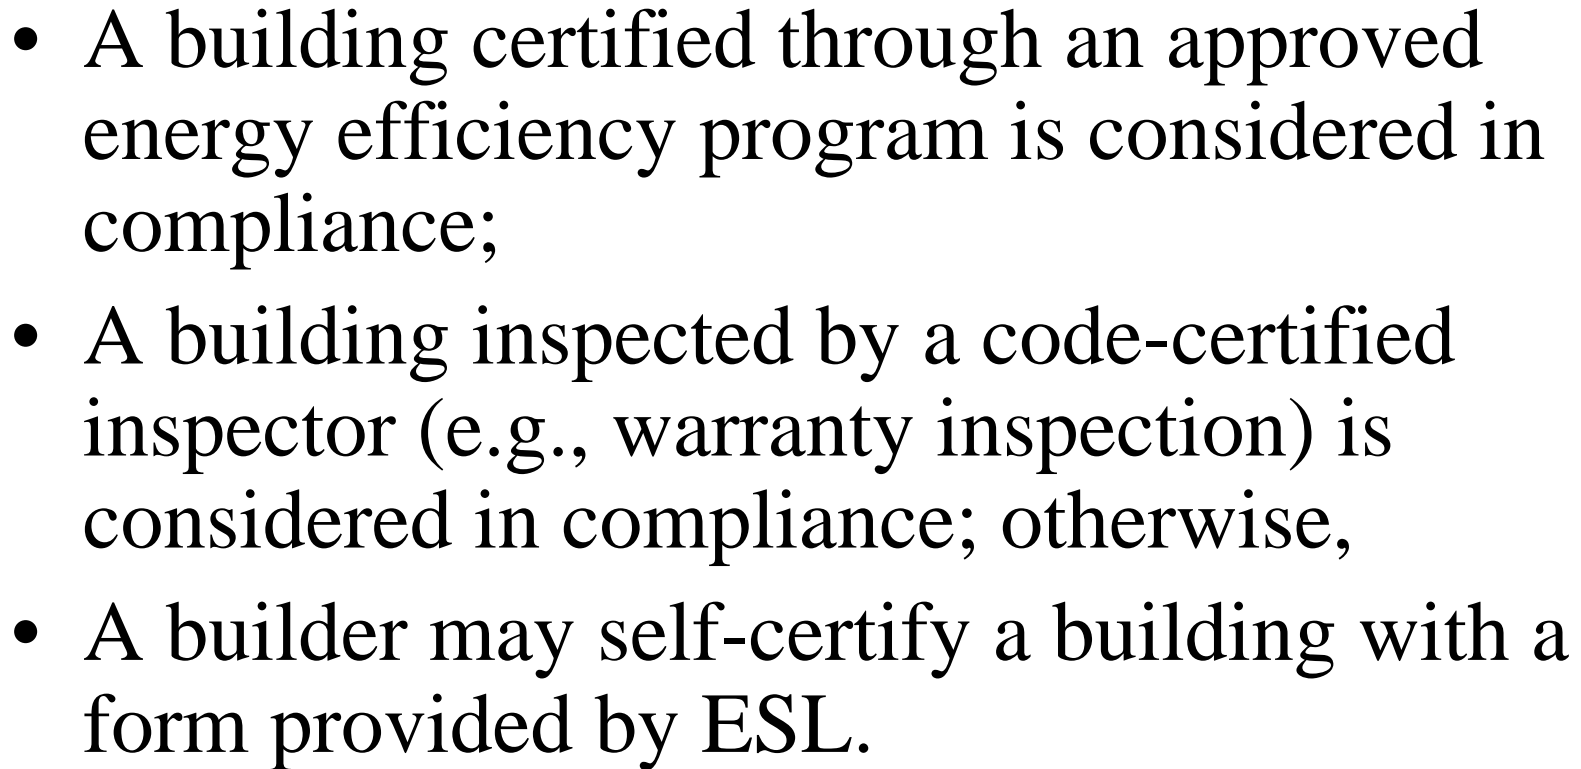 • A building certified through an approved
energy efficiency program is considered in
compliance;
• A building inspected by a code-certified
inspector (e.g., warranty inspection) is
considered in compliance; otherwise,
• A builder may self-certify a building with a
form provided by ESL.